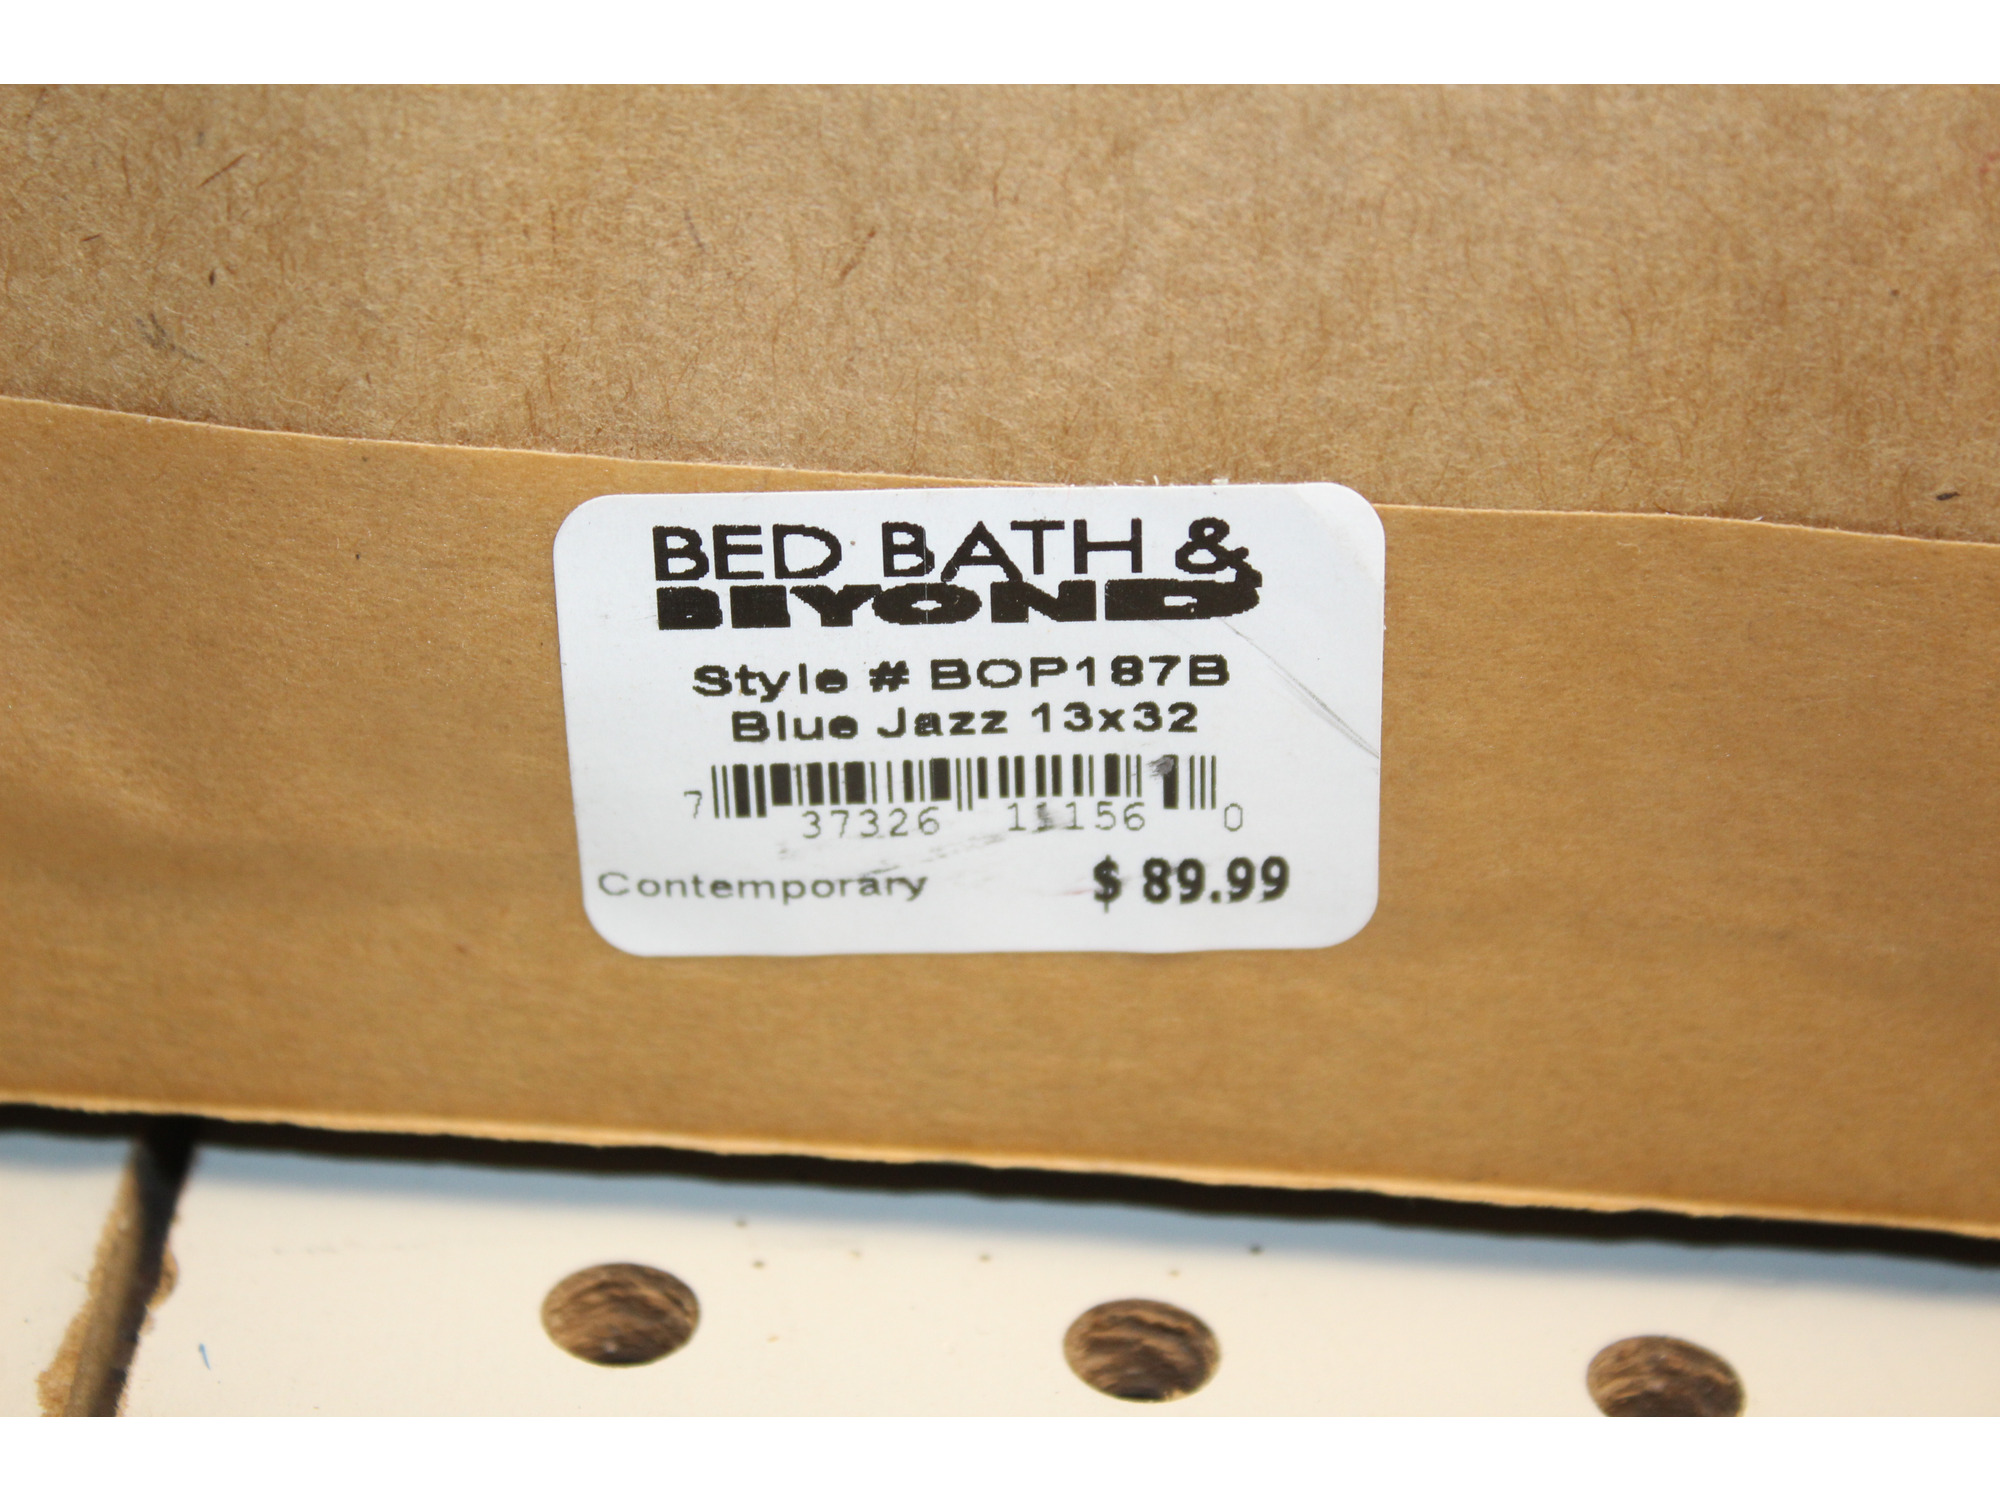 BED BATH &
BEYOND
Style # BOP187B
Blue Jazz 13x32
7 37326 11156 0
Contemporary $ 89.99